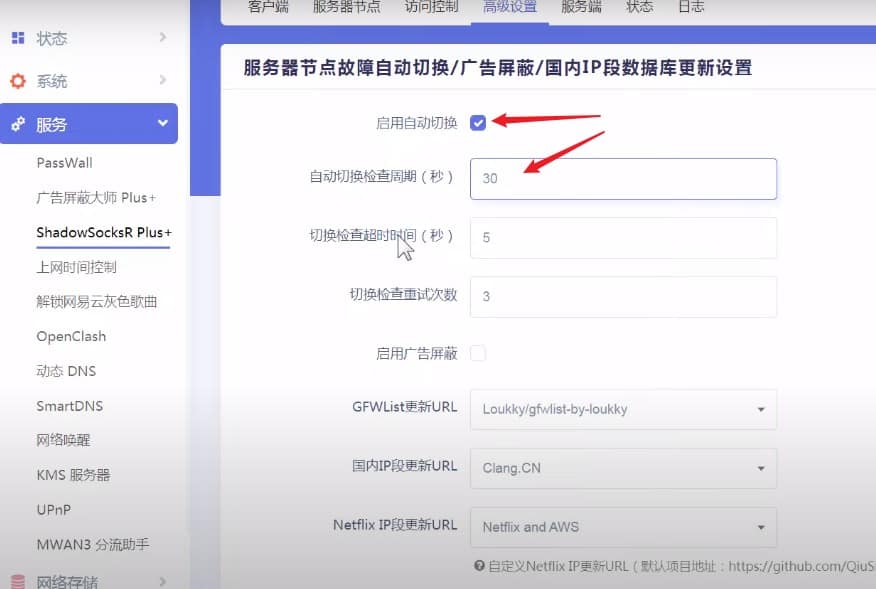 客户端 服务器节点 访问控制 高级设置 服务端 状态 日志
状态
系统
服务
PassWall
广告屏蔽大师 Plus+
ShadowSocksR Plus+
上网时间控制
解锁网易云灰色歌曲
OpenClash
动态 DNS
SmartDNS
网络唤醒
KMS 服务器
UPnP
MWAN3 分流助手
网络存储
服务器节点故障自动切换/广告屏蔽/国内IP段数据库更新设置
启用自动切换
自动切换检查周期（秒） 30
切换检查超时时间（秒） 5
切换检查重试次数 3
启用广告屏蔽
GFWList更新URL Loukky/gfwlist-by-loukky
国内IP段更新URL Clang.CN
Netflix IP段更新URL Netflix and AWS
自定义Netflix IP更新URL（默认项目地址：https://github.com/QiuS